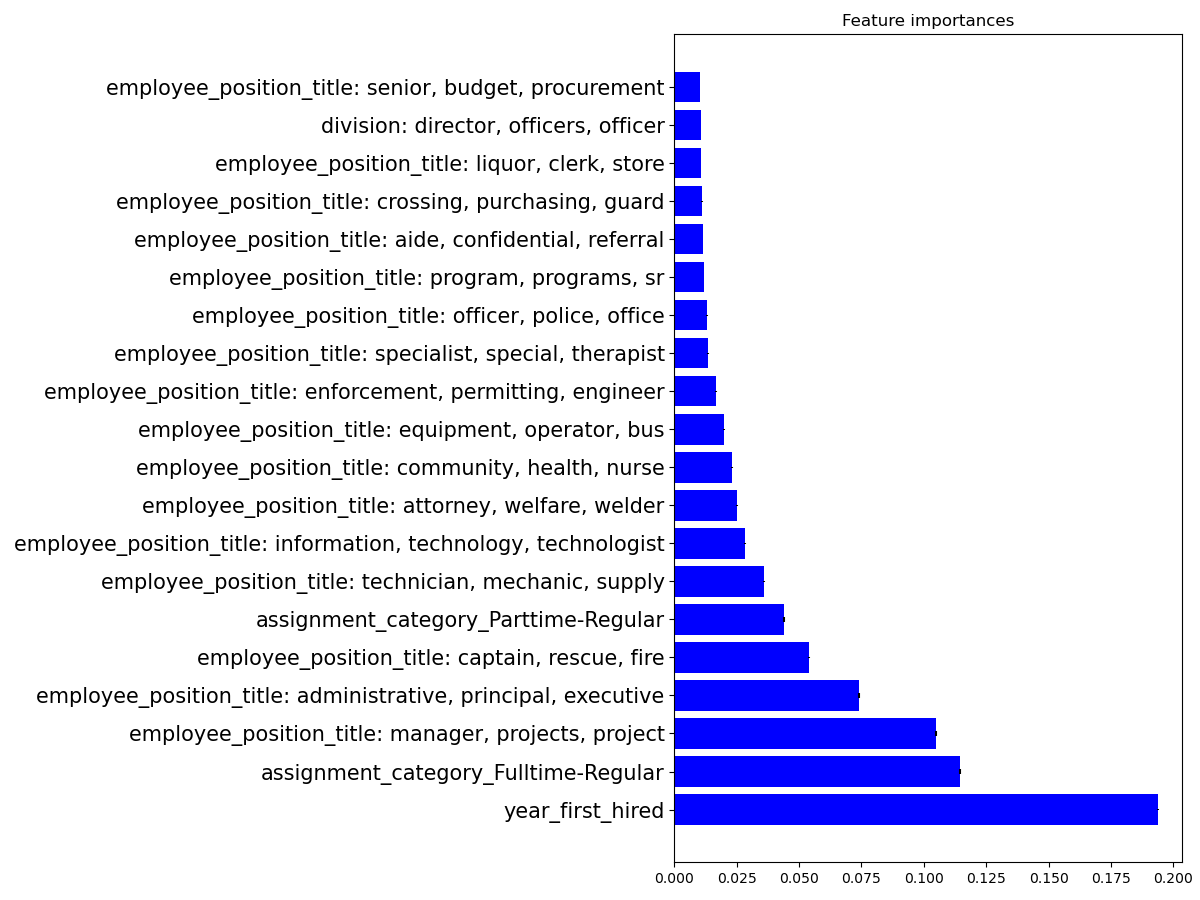 Feature importances
employee_position_title: senior, budget, procurement
division: director, officers, officer
employee_position_title: liquor, clerk, store
employee_position_title: crossing, purchasing, guard
employee_position_title: aide, confidential, referral
employee_position_title: program, programs, sr
employee_position_title: officer, police, office
employee_position_title: specialist, special, therapist
employee_position_title: enforcement, permitting, engineer
employee_position_title: equipment, operator, bus
employee_position_title: community, health, nurse
employee_position_title: attorney, welfare, welder
employee_position_title: information, technology, technologist
employee_position_title: technician, mechanic, supply
assignment_category_Parttime-Regular
employee_position_title: captain, rescue, fire
employee_position_title: administrative, principal, executive
employee_position_title: manager, projects, project
assignment_category_Fulltime-Regular
year_first_hired
0.000 0.025 0.050 0.075 0.100 0.125 0.150 0.175 0.200